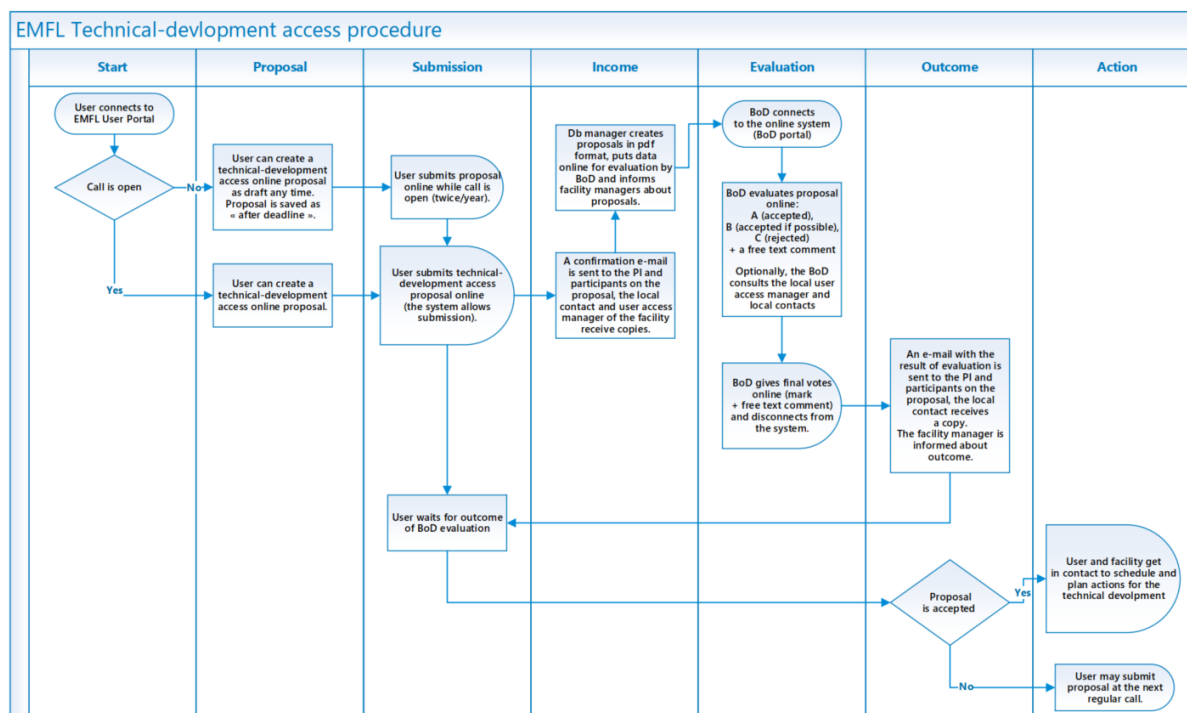 EMFL Technical-devlopment access procedure
Start
Proposal
Submission
Income
Evaluation
Outcome
Action
User connects to
EMFL User Portal
Call is open
No
Yes
User can create a
technical-development
access online proposal
as draft any time.
Proposal is saved as
« after deadline ».
User can create a
technical-development
access online proposal.
User submits proposal
online while call is
open (twice/year).
User submits technical-
development access
proposal online
(the system allows
submission).
User waits for outcome
of BoD evaluation
Db manager creates
proposals in pdf
format, puts data
online for evaluation by
BoD and informs
facility managers about
proposals.
A confirmation e-mail
is sent to the PI and
participants on the
proposal, the local
contact and user access
manager of the facility
receive copies.
BoD connects
to the online system
(BoD portal)
BoD evaluates proposal
online:
A (accepted),
B (accepted if possible),
C (rejected)
+ a free text comment
Optionally, the BoD
consults the local user
access manager and
local contacts
BoD gives final votes
online (mark
+ free text comment)
and disconnects from
the system.
An e-mail with the
result of evaluation is
sent to the PI and
participants on the
proposal, the local
contact receives
a copy.
The facility manager is
informed about
outcome.
Proposal
is accepted
Yes
No
User and facility get
in contact to schedule and
plan actions for the
technical devolpment
User may submit
proposal at the next
regular call.